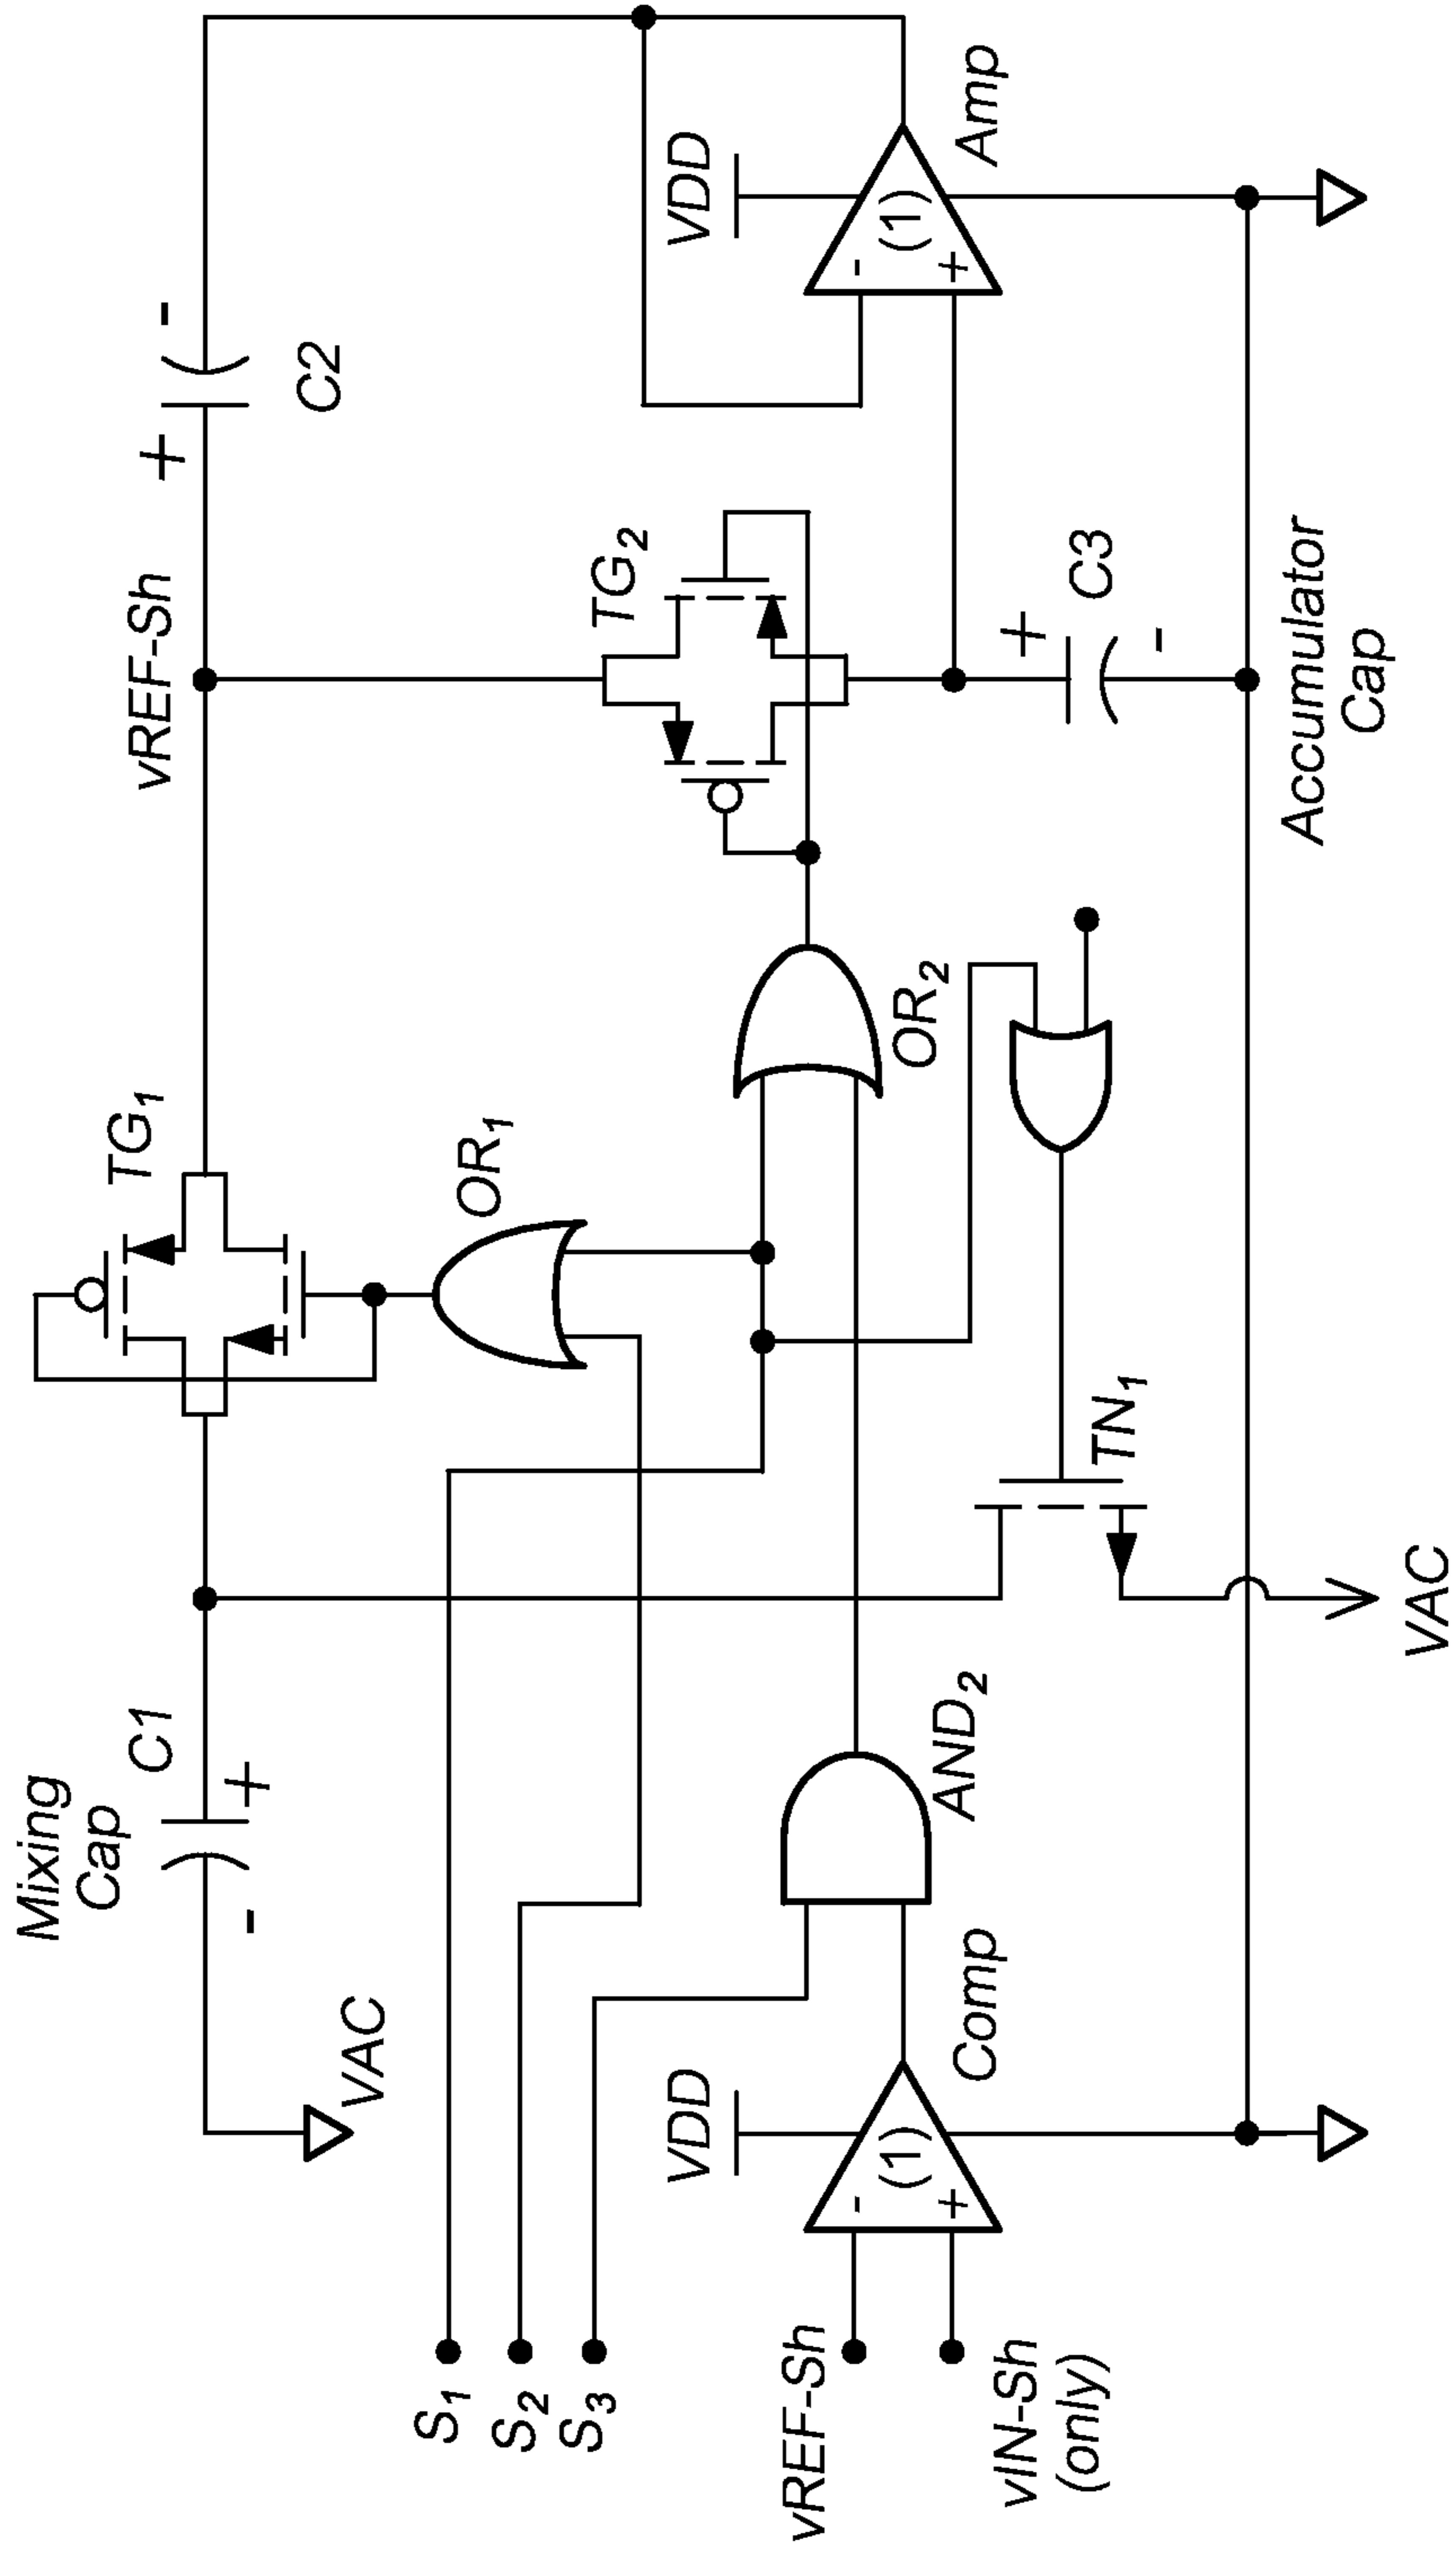 Mixing
Cap
C1
+
-
VAC
TG1
vREF-Sh
+
-
C2
S1
S2
S3
OR1
TG2
VDD
-
+
(1)
Amp
OR2
+
C3
-
Accumulator
Cap
VDD
vREF-Sh
vIN-Sh
(only)
-
+
(1)
Comp
AND2
TN1
VAC